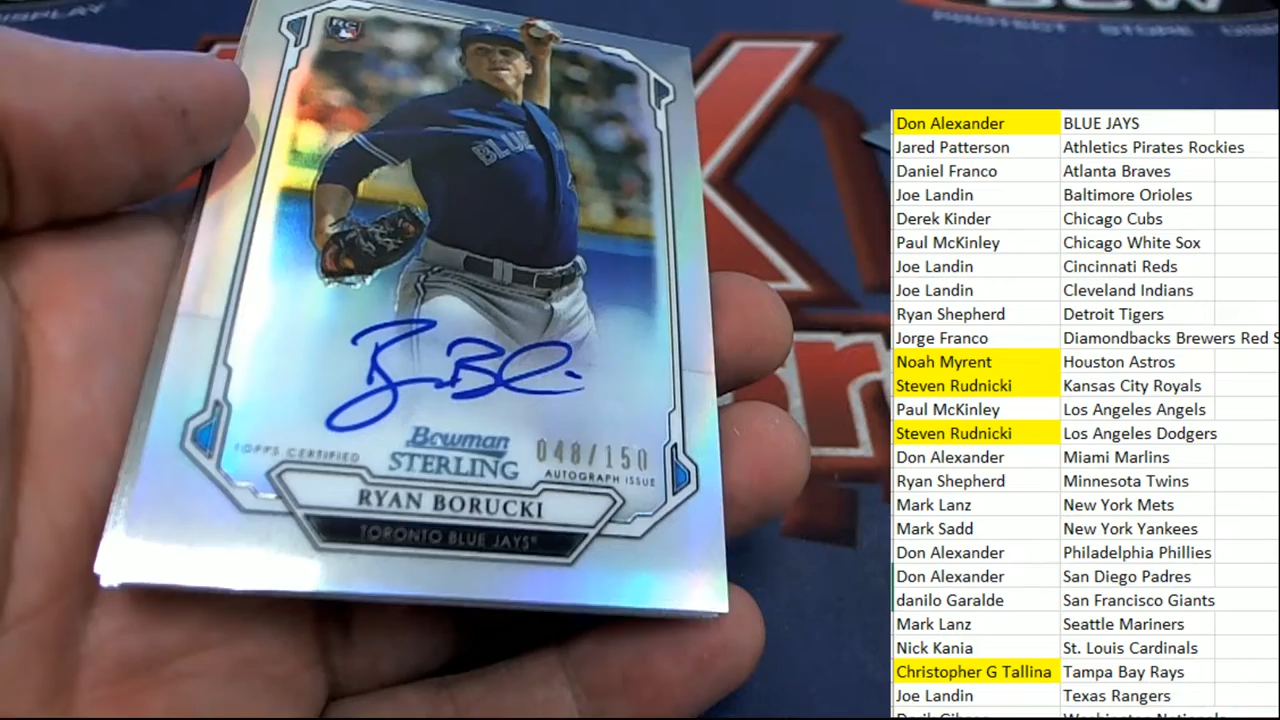 RC
BLUE
TOPPS CERTIFIED
Bowman
STERLING
048/150
AUTOGRAPH ISSUE
RYAN BORUCKI
TORONTO BLUE JAYS®
PROTECT STORE
Don Alexander BLUE JAYS
Jared Patterson Athletics Pirates Rockies
Daniel Franco Atlanta Braves
Joe Landin Baltimore Orioles
Derek Kinder Chicago Cubs
Paul McKinley Chicago White Sox
Joe Landin Cincinnati Reds
Joe Landin Cleveland Indians
Ryan Shepherd Detroit Tigers
Jorge Franco Diamondbacks Brewers Red S
Noah Myrent Houston Astros
Steven Rudnicki Kansas City Royals
Paul McKinley Los Angeles Angels
Steven Rudnicki Los Angeles Dodgers
Don Alexander Miami Marlins
Ryan Shepherd Minnesota Twins
Mark Lanz New York Mets
Mark Sadd New York Yankees
Don Alexander Philadelphia Phillies
Don Alexander San Diego Padres
danilo Garalde San Francisco Giants
Mark Lanz Seattle Mariners
Nick Kania St. Louis Cardinals
Christopher G Tallina Tampa Bay Rays
Joe Landin Texas Rangers